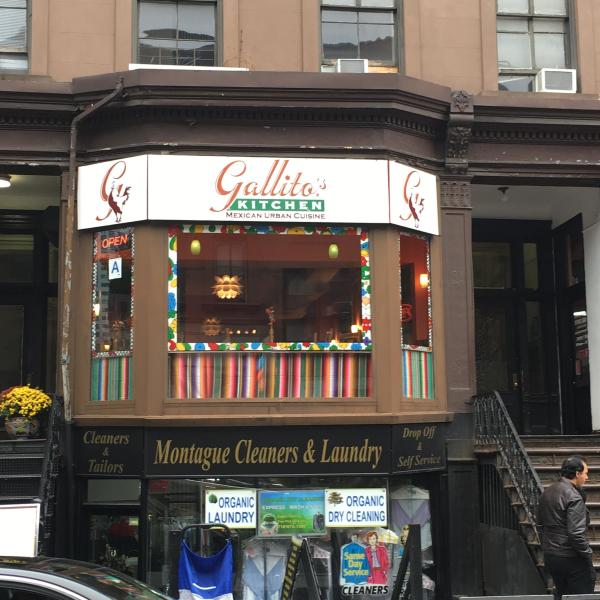 G's
Gallito's
KITCHEN
MEXICAN URBAN CUISINE
G's
OPEN
A
Cleaners
&
Tailors
Montague Cleaners & Laundry
Drop Off
&
Self Service
ORGANIC
LAUNDRY
ORGANIC
DRY CLEANING
Same
Day
Service
CLEANERS